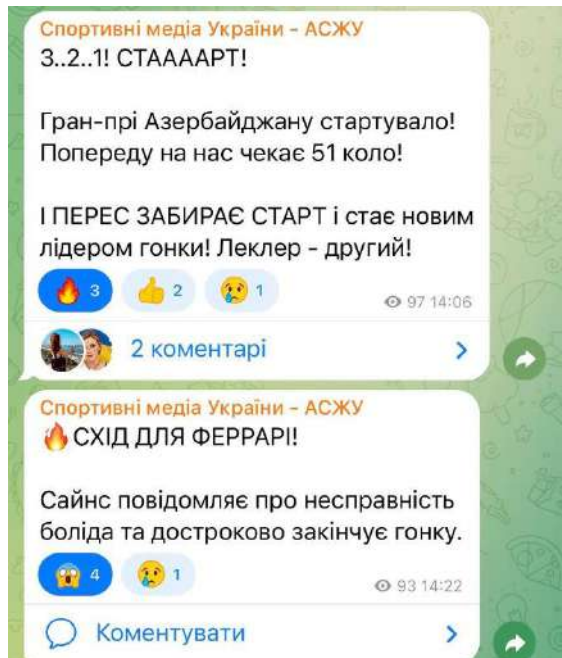 Спортивні медіа України – АСЖУ
3..2..1! СТААААРТ!
Гран-прі Азербайджану стартувало!
Попереду на нас чекає 51 коло!
І ПЕРЕС ЗАБИРАЄ СТАРТ і стає новим
лідером гонки! Леклер - другий!
3 2 1 97 14:06
2 коментарі
Спортивні медіа України – АСЖУ
🔥СХІД ДЛЯ ФЕРРАРІ!
Сайнс повідомляє про несправність
боліда та достроково закінчує гонку.
4 1 93 14:22
Коментувати